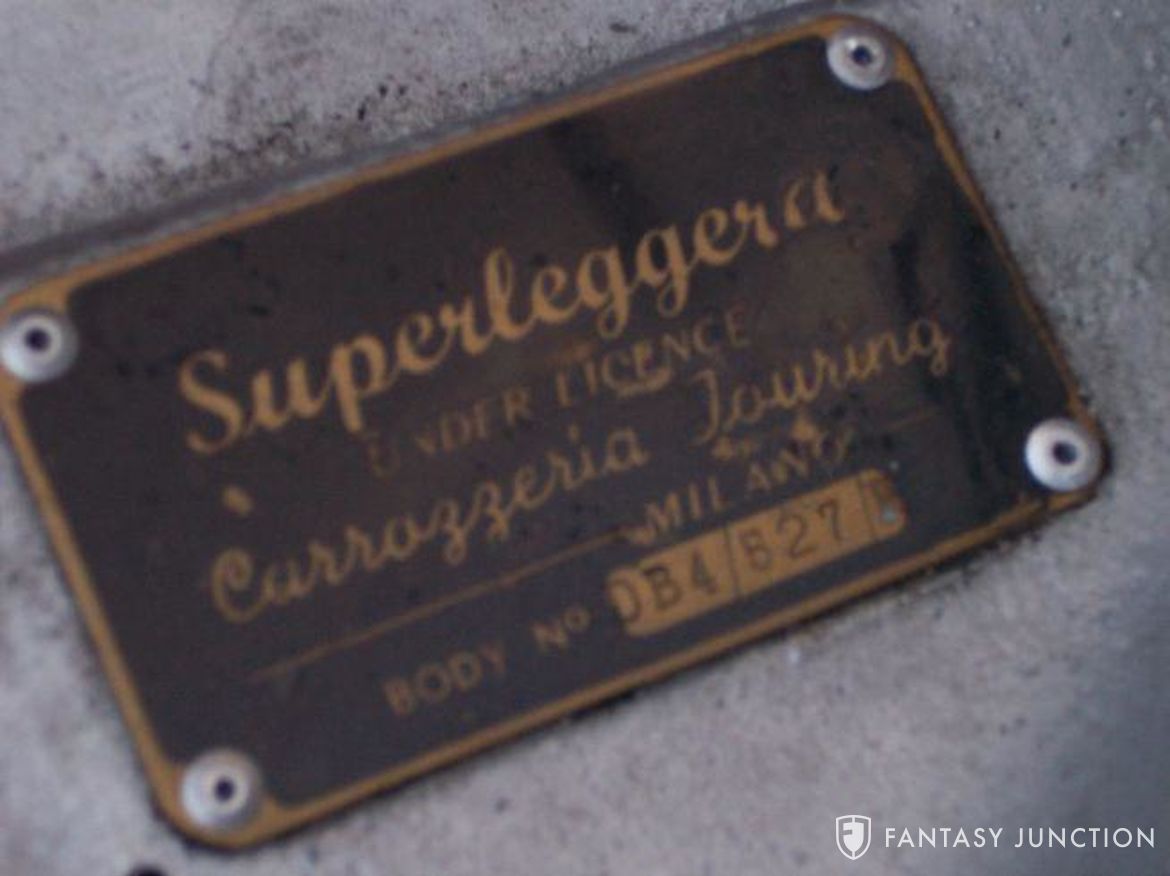 Superleggera
UNDER LICENCE
Carrozzeria Touring
MILANO
BODY Nº DB4/827/
FANTASY JUNCTION